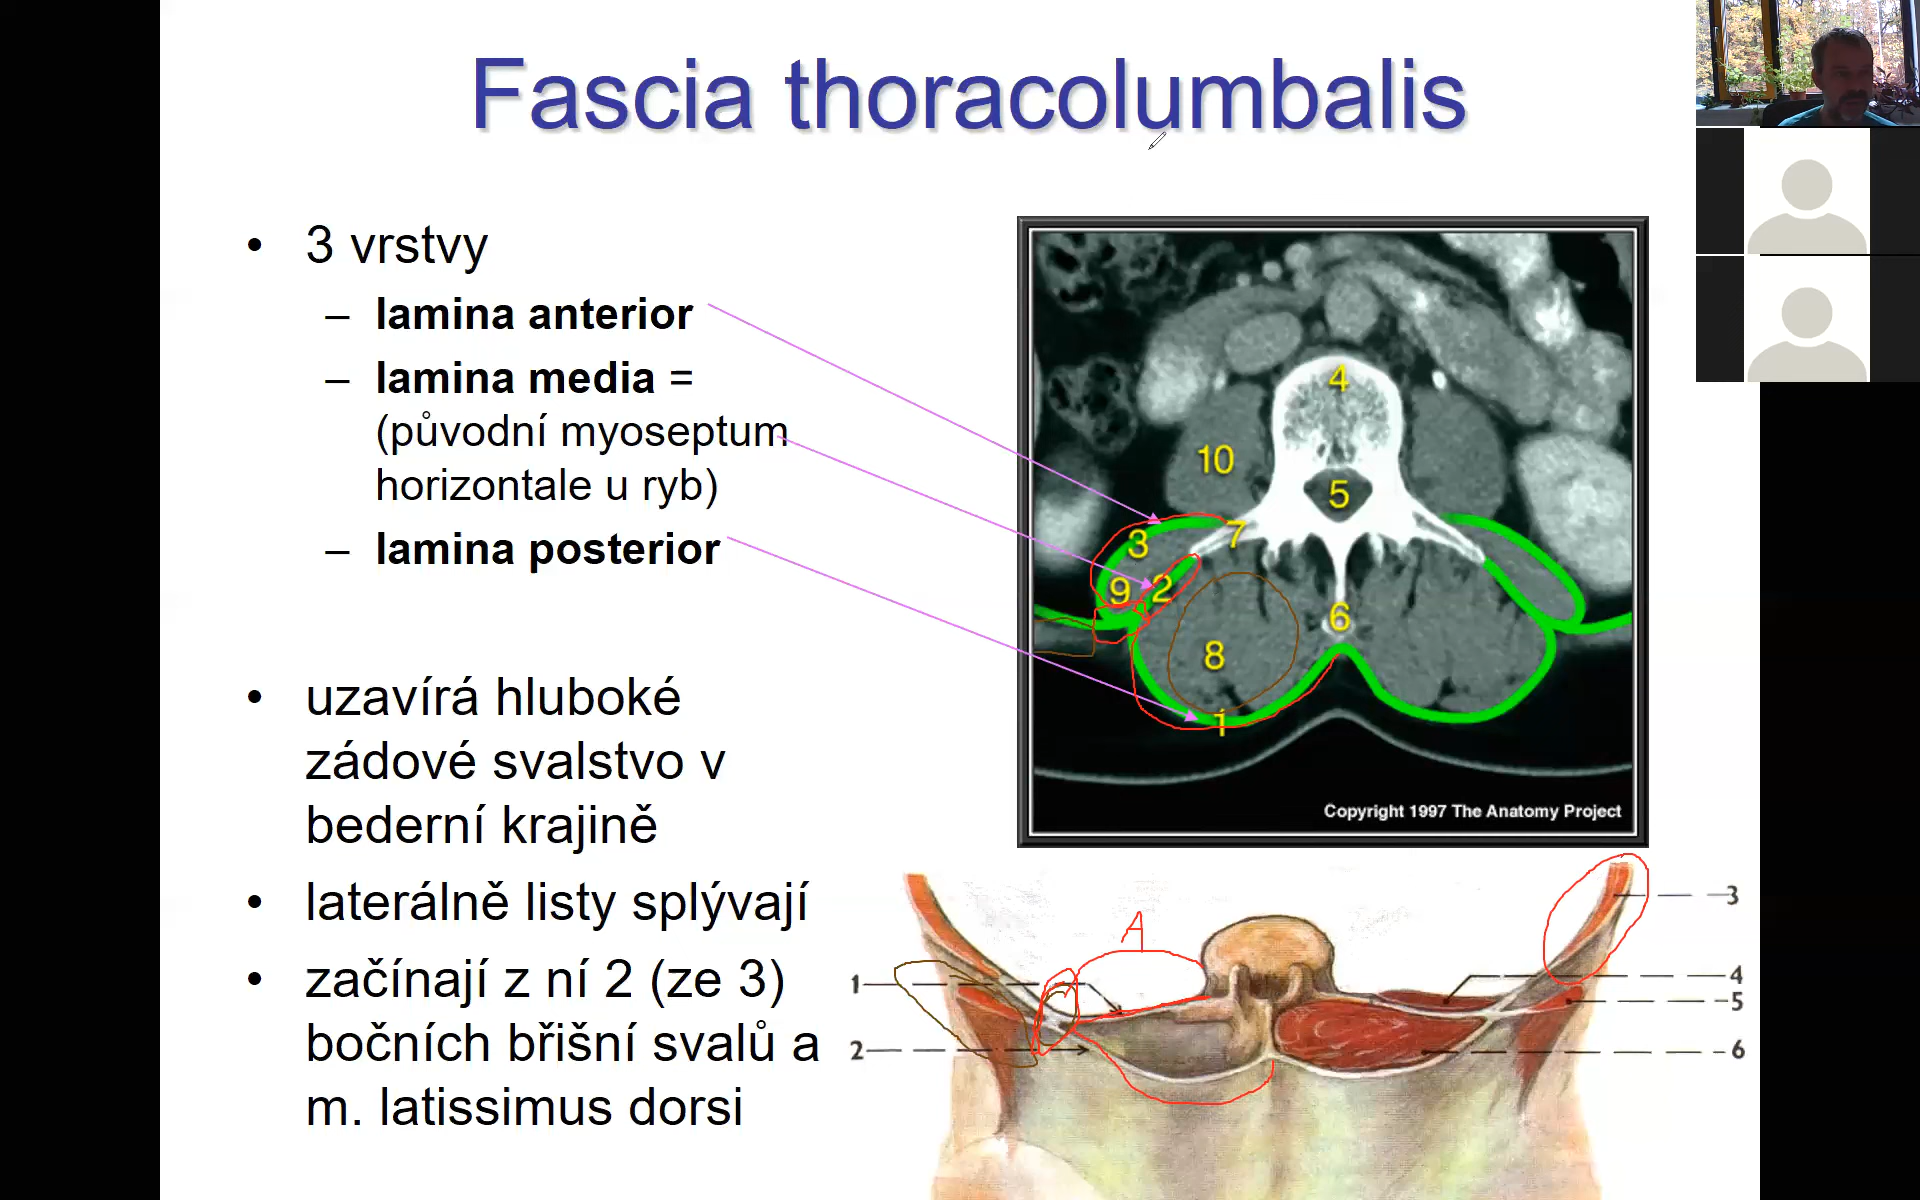 Fascia thoracolumbalis
• 3 vrstvy
– lamina anterior
– lamina media =
(původní myoseptum
horizontale u ryb)
– lamina posterior
• uzavírá hluboké
zádové svalstvo v
bederní krajině
• laterálně listy splývají
• začínají z ní 2 (ze 3)
bočních břišní svalů a
m. latissimus dorsi
4
10
5
3
7
9
2
6
8
1
Copyright 1997 The Anatomy Project
A
3
1
4
5
2
6